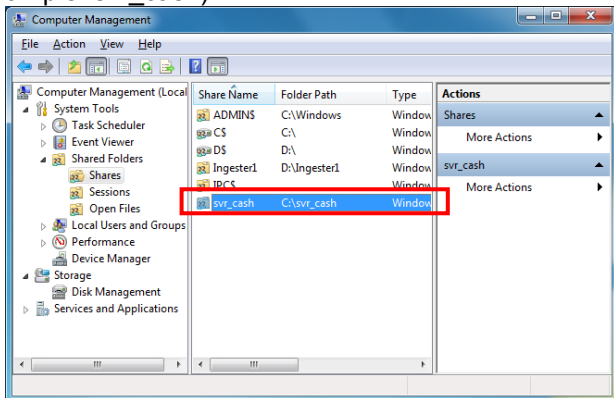 Computer Management
File Action View Help
Computer Management (Local
System Tools
Task Scheduler
Event Viewer
Shared Folders
Shares
Sessions
Open Files
Local Users and Groups
Performance
Device Manager
Storage
Disk Management
Services and Applications
Share Name Folder Path Type
ADMIN$ C:\Windows Window
C$ C:\ Window
D$ D:\ Window
Ingester1 D:\Ingester1 Window
IPC$ Window
svr_cash C:\svr_cash Window
Actions
Shares
More Actions
svr_cash
More Actions